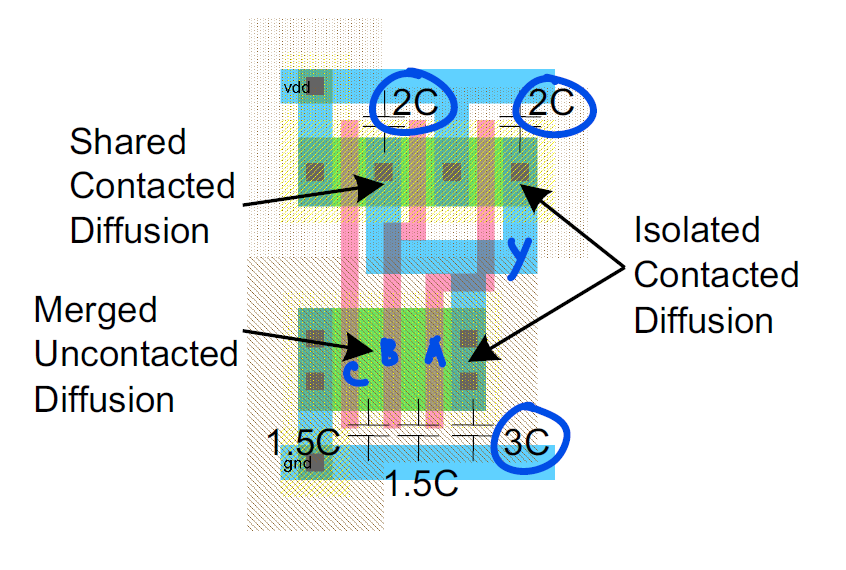 vdd
2C
2C
Shared
Contacted
Diffusion
y
Isolated
Contacted
Diffusion
Merged
Uncontacted
Diffusion
C
B
A
1.5C
3C
gnd
1.5C